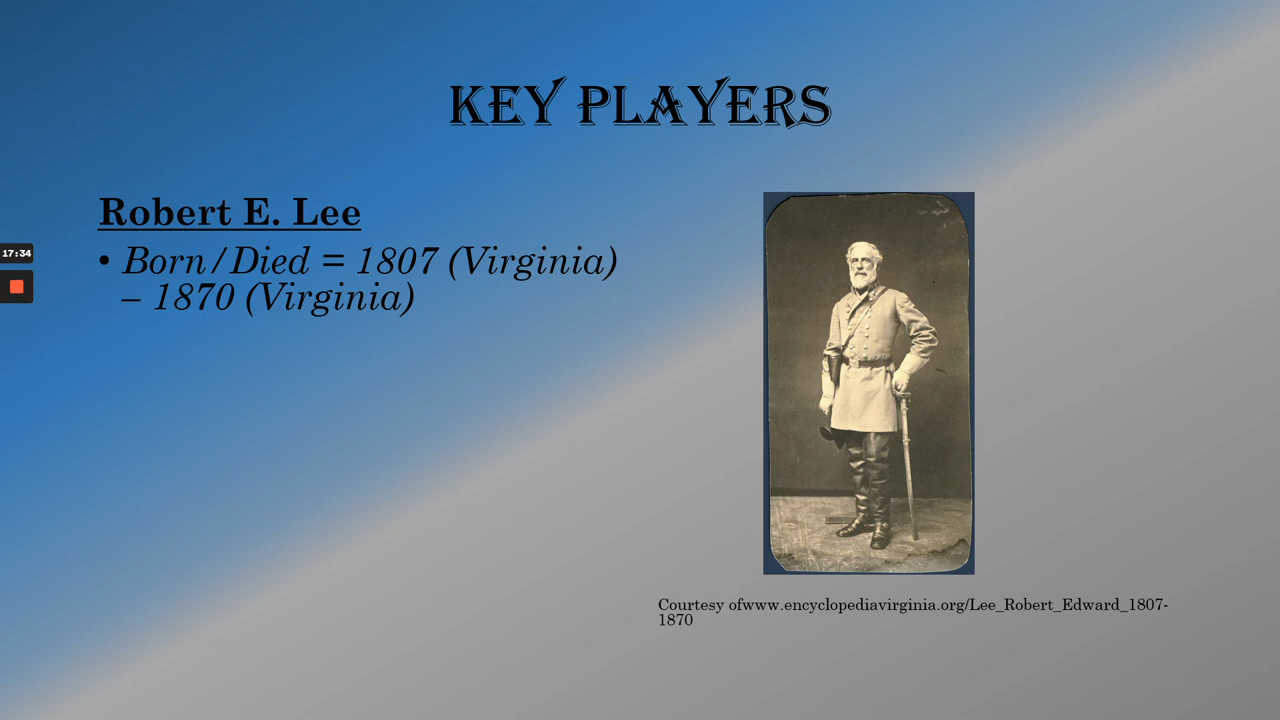 KEY PLAYERS
Robert E. Lee
17:34
• Born/Died = 1807 (Virginia)
– 1870 (Virginia)
Courtesy ofwww.encyclopediavirginia.org/Lee_Robert_Edward_1807-
1870